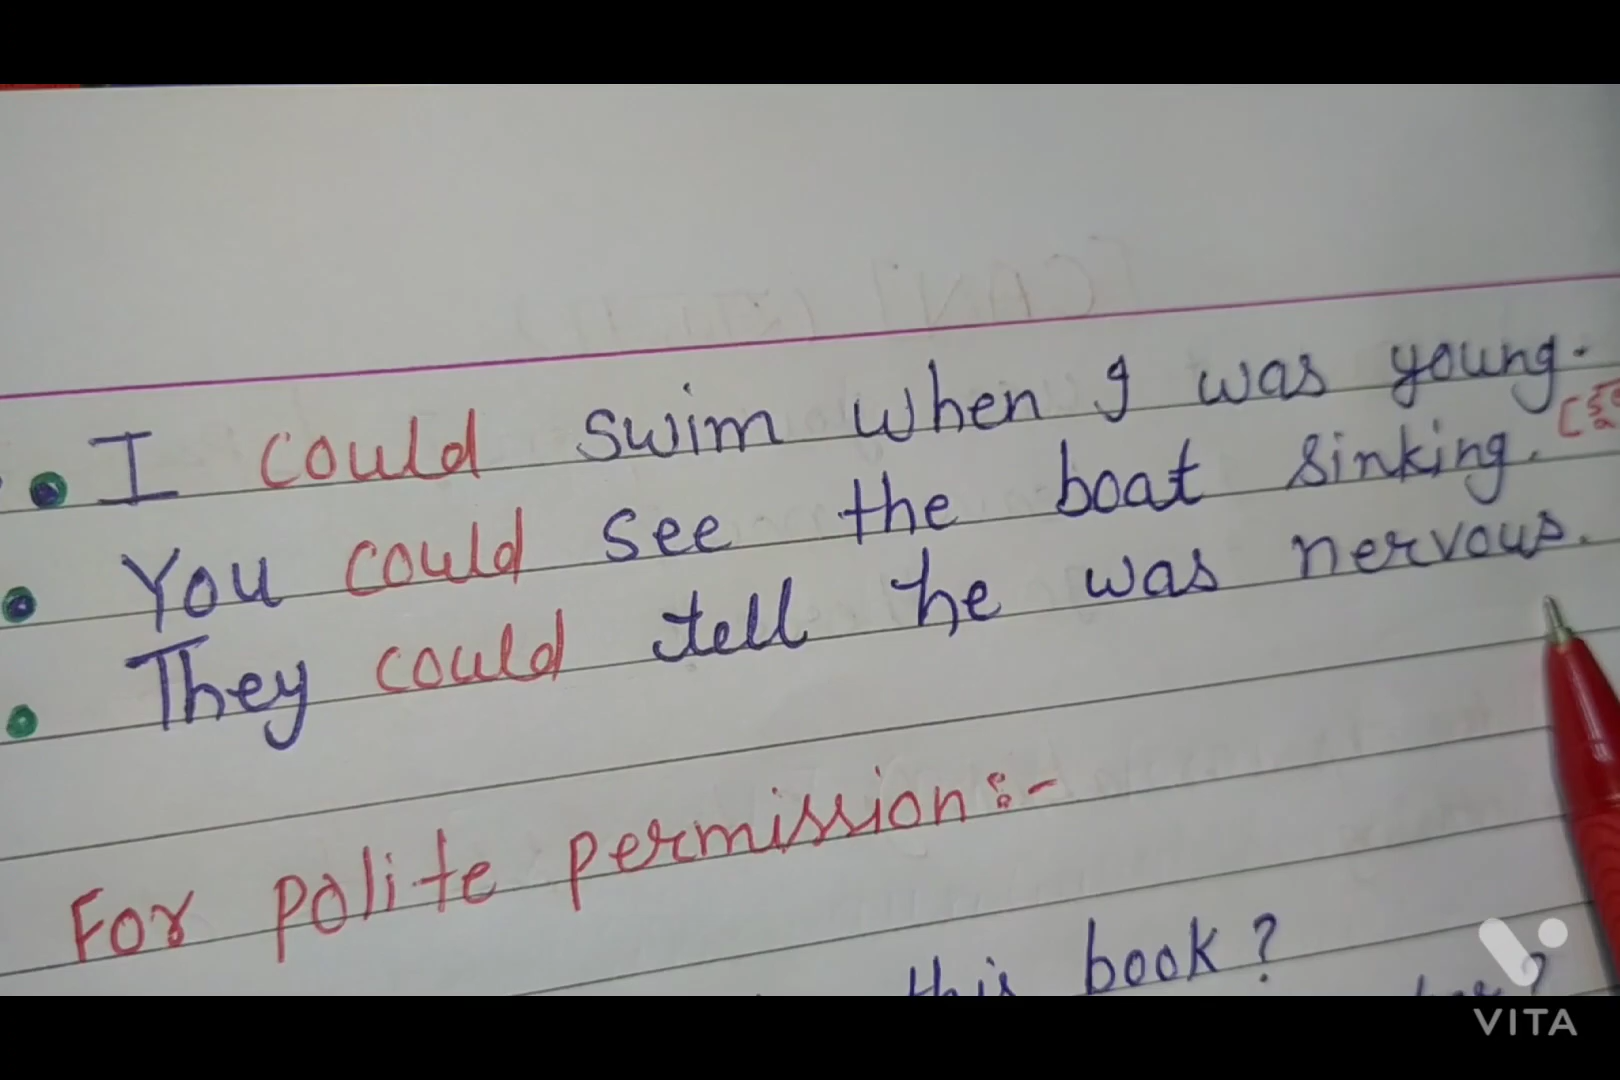 I could swim when I was young.
You could see the boat sinking.
They could tell he was nervous.
For polite permission:-
this book?
VITA